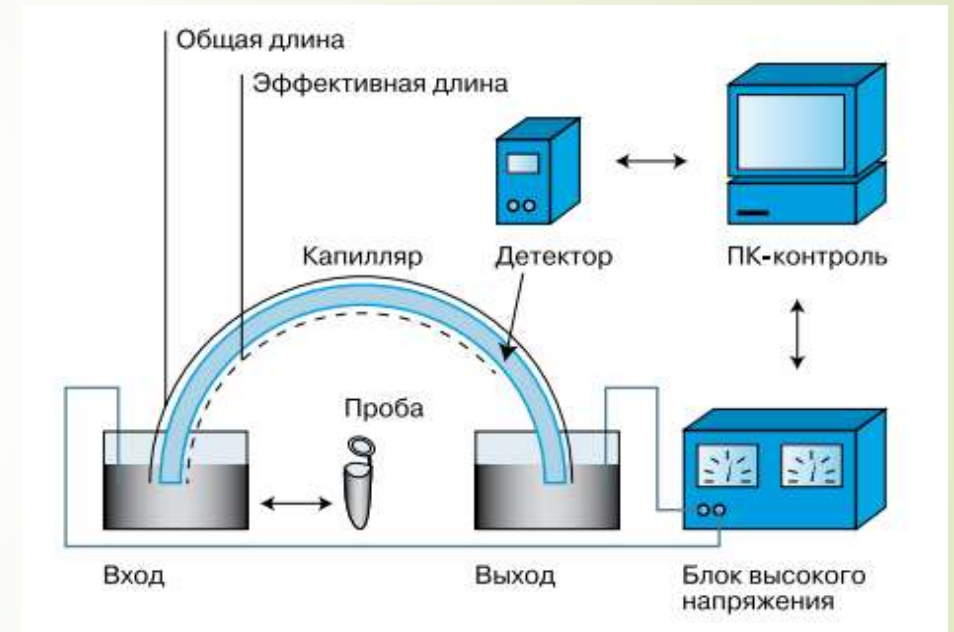 Общая длина
Эффективная длина
Капилляр
Детектор
ПК-контроль
Проба
Вход
Выход
Блок высокого
напряжения